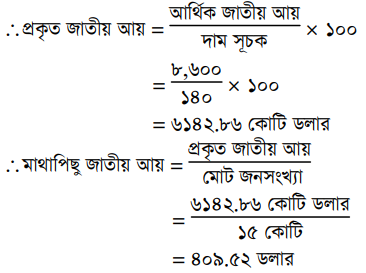 ∴প্রকৃত জাতীয় আয় = আর্থিক জাতীয় আয় / দাম সূচক × ১০০
= ৮,৬০০ / ১৪০ × ১০০
= ৬১৪২.৮৬ কোটি ডলার
∴মাথাপিছু জাতীয় আয় = প্রকৃত জাতীয় আয় / মোট জনসংখ্যা
= ৬১৪২.৮৬ কোটি ডলার / ১৫ কোটি
= ৪০৯.৫২ ডলার